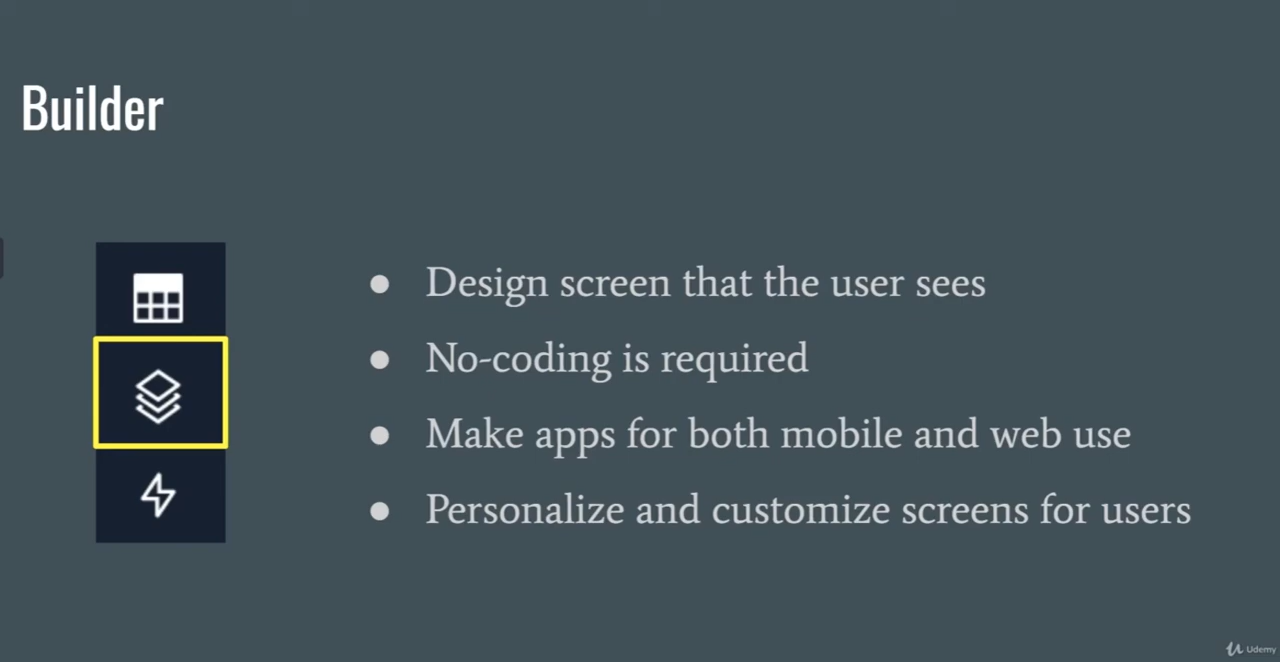 Builder
● Design screen that the user sees
● No-coding is required
● Make apps for both mobile and web use
● Personalize and customize screens for users
Udemy